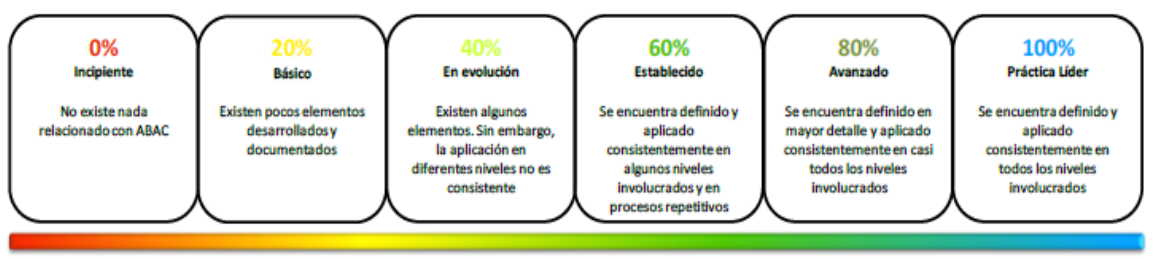 0%
Incipiente
No existe nada
relacionado con ABAC
20%
Básico
Existen pocos elementos
desarrollados y
documentados
40%
En evolución
Existen algunos
elementos. Sin embargo,
la aplicación en
diferentes niveles no es
consistente
60%
Establecido
Se encuentra definido y
aplicado
consistentemente en
algunos niveles
involucrados y en
procesos repetitivos
80%
Avanzado
Se encuentra definido en
mayor detalle y aplicado
consistentemente en casi
todos los niveles
involucrados
100%
Práctica Líder
Se encuentra definido y
aplicado
consistentemente en
todos los niveles
involucrados